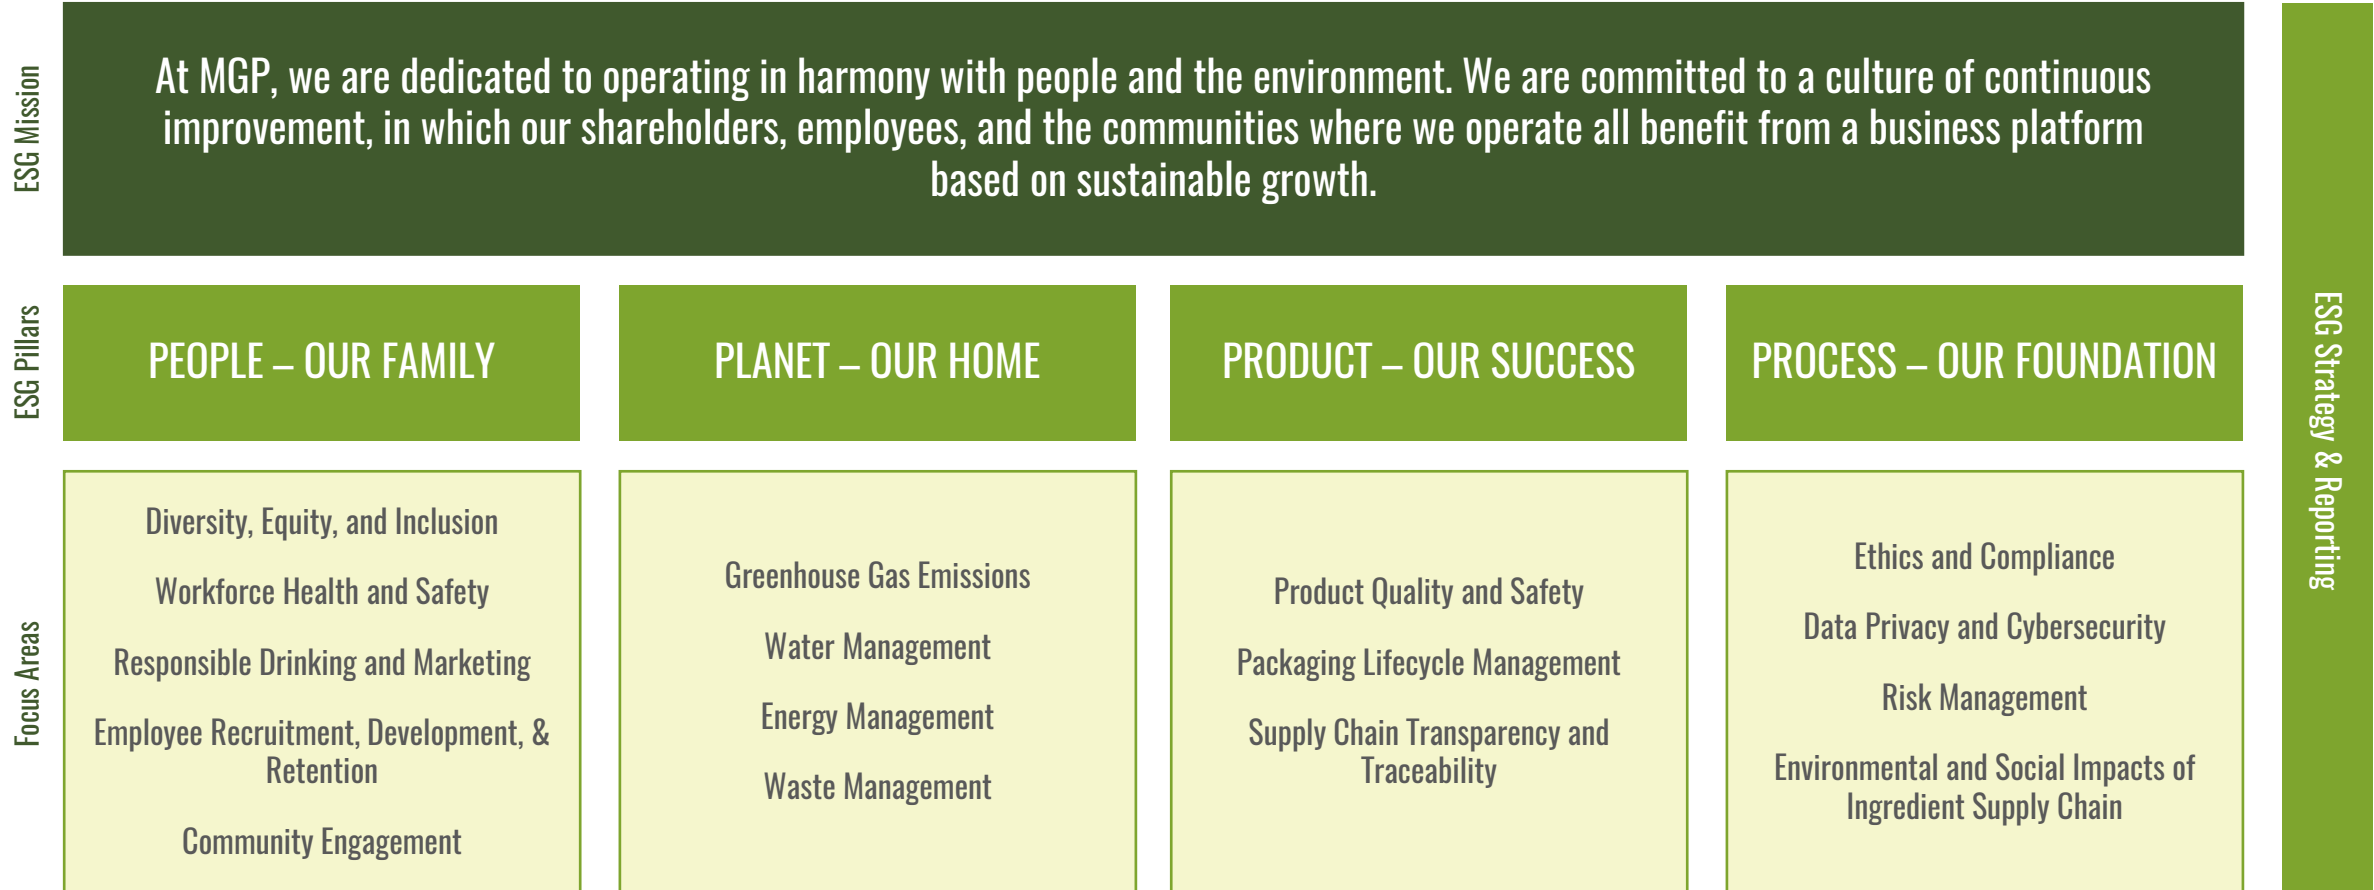 ESG Mission
At MGP, we are dedicated to operating in harmony with people and the environment. We are committed to a culture of continuous
improvement, in which our shareholders, employees, and the communities where we operate all benefit from a business platform
based on sustainable growth.
ESG Pillars
PEOPLE – OUR FAMILY
PLANET – OUR HOME
PRODUCT – OUR SUCCESS
PROCESS – OUR FOUNDATION
Focus Areas
Diversity, Equity, and Inclusion
Workforce Health and Safety
Responsible Drinking and Marketing
Employee Recruitment, Development, &
Retention
Community Engagement
Greenhouse Gas Emissions
Water Management
Energy Management
Waste Management
Product Quality and Safety
Packaging Lifecycle Management
Supply Chain Transparency and
Traceability
Ethics and Compliance
Data Privacy and Cybersecurity
Risk Management
Environmental and Social Impacts of
Ingredient Supply Chain
ESG Strategy & Reporting